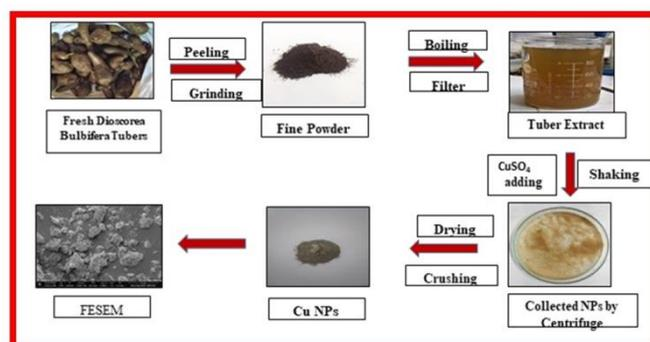 Peeling
Grinding
Boiling
Filter
Fresh Dioscorea
Bulbifera Tubers
Fine Powder
Tuber Extract
CuSO₄
adding
Shaking
Drying
Crushing
FESEM
Cu NPs
Collected NPs by
Centrifuge